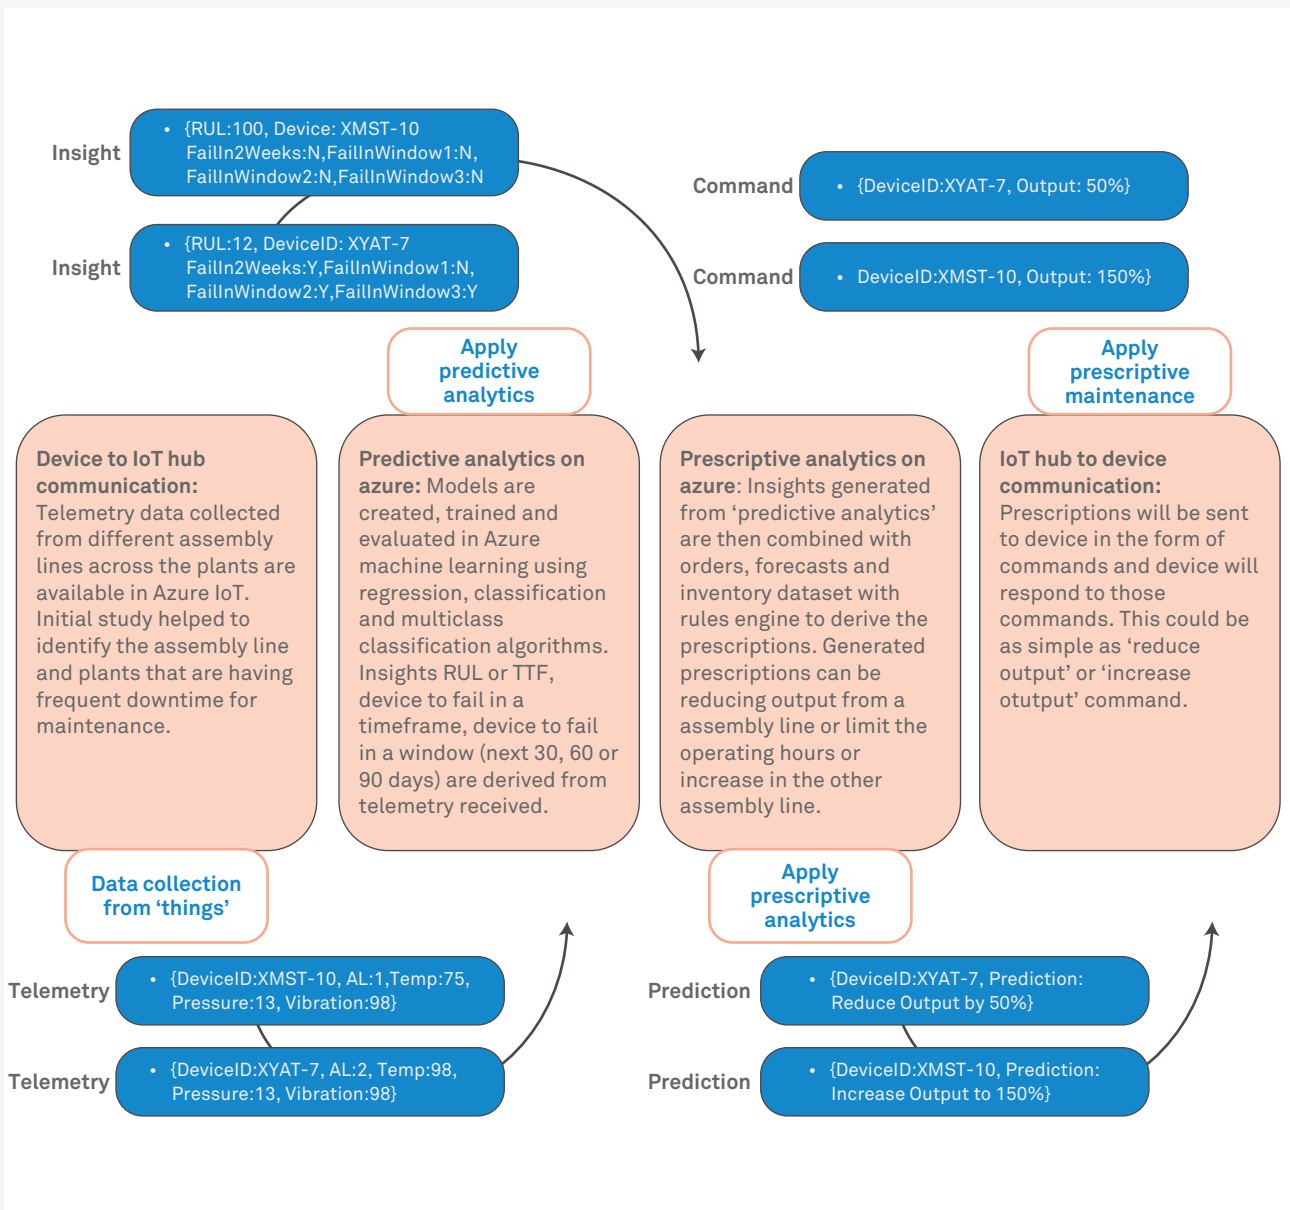 Insight
• {RUL:100, Device: XMST-10
FailIn2Weeks:N,FailInWindow1:N,
FailInWindow2:N,FailInWindow3:N
Insight
• {RUL:12, DeviceID: XYAT-7
FailIn2Weeks:Y,FailInWindow1:N,
FailInWindow2:Y,FailInWindow3:Y
Command
• {DeviceID:XYAT-7, Output: 50%}
Command
• DeviceID:XMST-10, Output: 150%}
Apply
predictive
analytics
Apply
prescriptive
maintenance
Device to IoT hub
communication:
Telemetry data collected
from different assembly
lines across the plants are
available in Azure IoT.
Initial study helped to
identify the assembly line
and plants that are having
frequent downtime for
maintenance.
Predictive analytics on
azure: Models are
created, trained and
evaluated in Azure
machine learning using
regression, classification
and multiclass
classification algorithms.
Insights RUL or TTF,
device to fail in a
timeframe, device to fail
in a window (next 30, 60 or
90 days) are derived from
telemetry received.
Prescriptive analytics on
azure: Insights generated
from ‘predictive analytics’
are then combined with
orders, forecasts and
inventory dataset with
rules engine to derive the
prescriptions. Generated
prescriptions can be
reducing output from a
assembly line or limit the
operating hours or
increase in the other
assembly line.
IoT hub to device
communication:
Prescriptions will be sent
to device in the form of
commands and device will
respond to those
commands. This could be
as simple as ‘reduce
output’ or ‘increase
otutput’ command.
Data collection
from ‘things’
Apply
prescriptive
analytics
Telemetry
• {DeviceID:XMST-10, AL:1,Temp:75,
Pressure:13, Vibration:98}
Telemetry
• {DeviceID:XYAT-7, AL:2, Temp:98,
Pressure:13, Vibration:98}
Prediction
• {DeviceID:XYAT-7, Prediction:
Reduce Output by 50%}
Prediction
• {DeviceID:XMST-10, Prediction:
Increase Output to 150%}